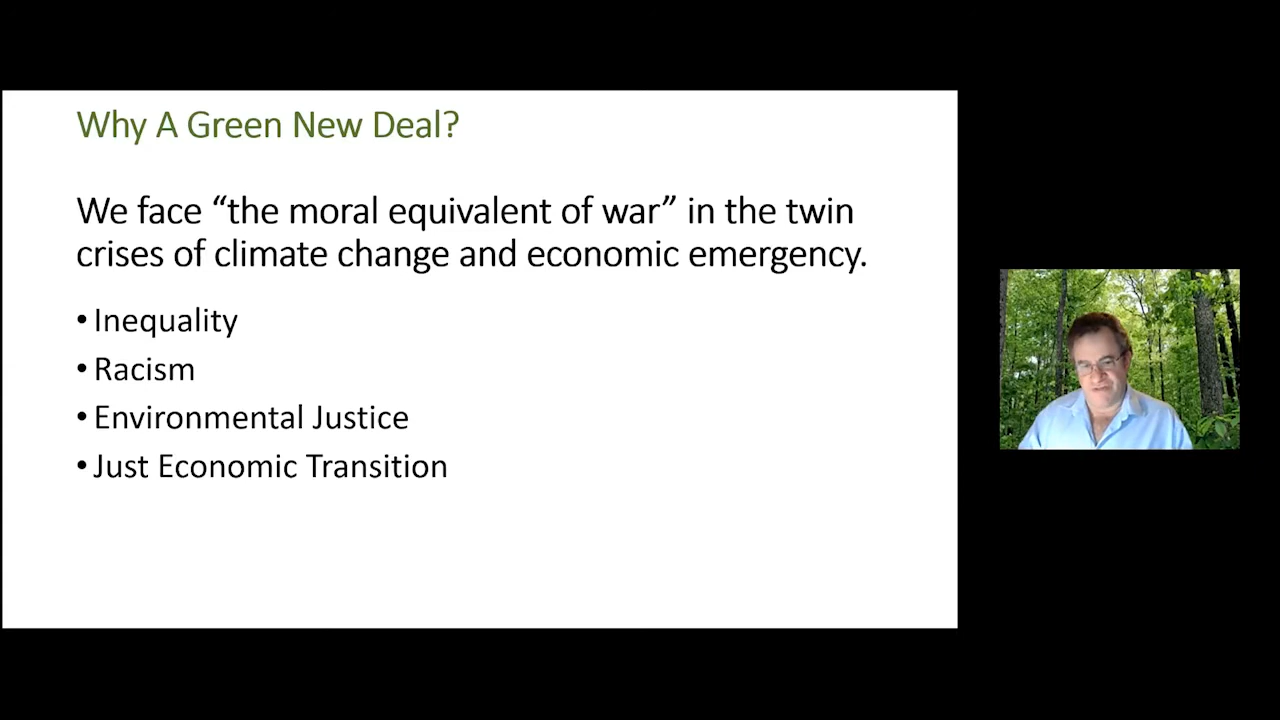 Why A Green New Deal?
We face “the moral equivalent of war” in the twin
crises of climate change and economic emergency.
• Inequality
• Racism
• Environmental Justice
• Just Economic Transition